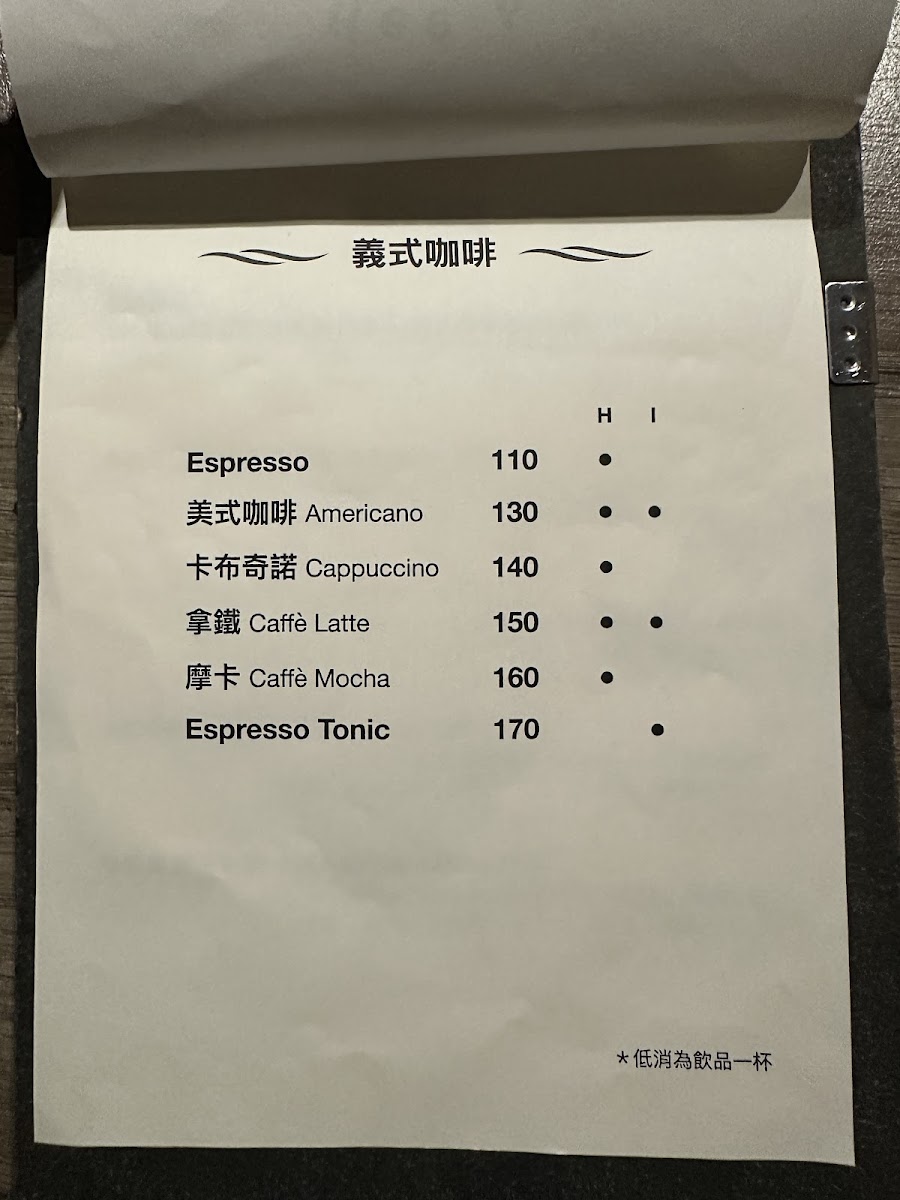 義式咖啡
H I
Espresso 110 ●
美式咖啡 Americano 130 ● ●
卡布奇諾 Cappuccino 140 ●
拿鐵 Caffè Latte 150 ● ●
摩卡 Caffè Mocha 160 ●
Espresso Tonic 170 ●
*低消為飲品一杯